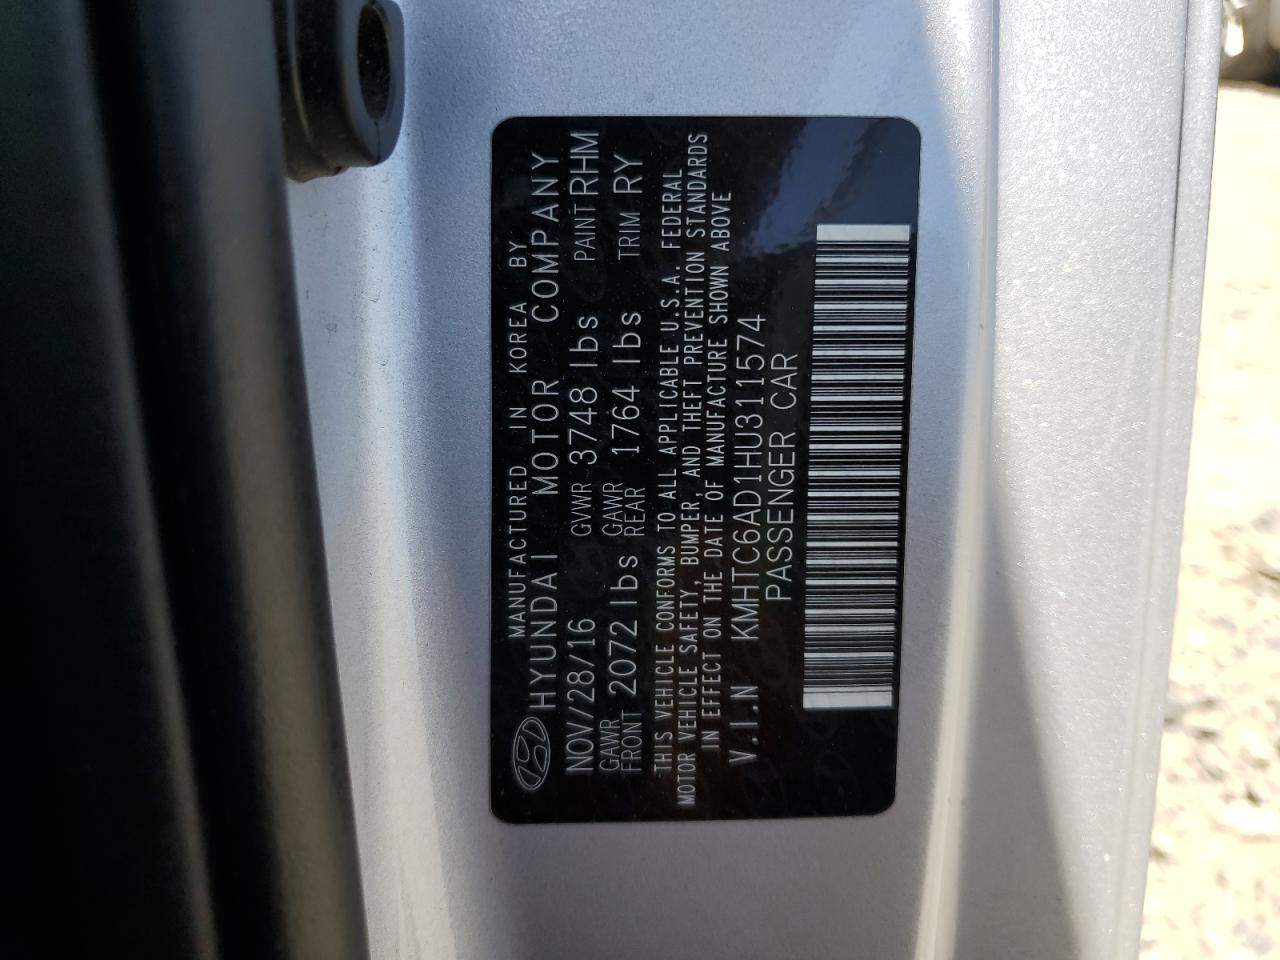 MANUFACTURED IN KOREA BY
HYUNDAI MOTOR COMPANY
NOV/28/16 GVWR 3748 lbs PAINT RHM
GAWR FRONT 2072 lbs GAWR REAR 1764 lbs TRIM RY
THIS VEHICLE CONFORMS TO ALL APPLICABLE U.S.A. FEDERAL
MOTOR VEHICLE SAFETY, BUMPER, AND THEFT PREVENTION STANDARDS
IN EFFECT ON THE DATE OF MANUFACTURE SHOWN ABOVE
V.I.N KMHTC6AD1HU311574
PASSENGER CAR